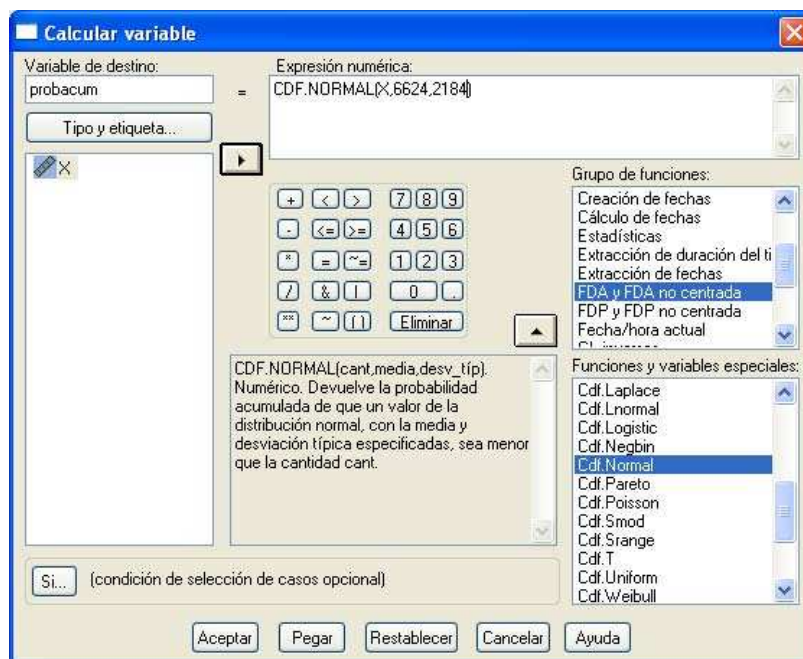 Calcular variable
Variable de destino:
probacum
=
Expresión numérica:
CDF.NORMAL(X,6624,2184)
Tipo y etiqueta...
X
+ < > 7 8 9
- <= >= 4 5 6
* = ~= 1 2 3
/ & | 0 .
** ~ () Eliminar
Grupo de funciones:
Creación de fechas
Cálculo de fechas
Estadísticas
Extracción de duración del ti
Extracción de fechas
FDA y FDA no centrada
FDP y FDP no centrada
Fecha/hora actual
CDF.NORMAL(cant,media,desv_típ).
Numérico. Devuelve la probabilidad
acumulada de que un valor de la
distribución normal, con la media y
desviación típica especificadas, sea menor
que la cantidad cant.
Funciones y variables especiales:
Cdf.Laplace
Cdf.Lnormal
Cdf.Logistic
Cdf.Negbin
Cdf.Normal
Cdf.Pareto
Cdf.Poisson
Cdf.Smod
Cdf.Srange
Cdf.T
Cdf.Uniform
Cdf.Weibull
Si... (condición de selección de casos opcional)
Aceptar Pegar Restablecer Cancelar Ayuda